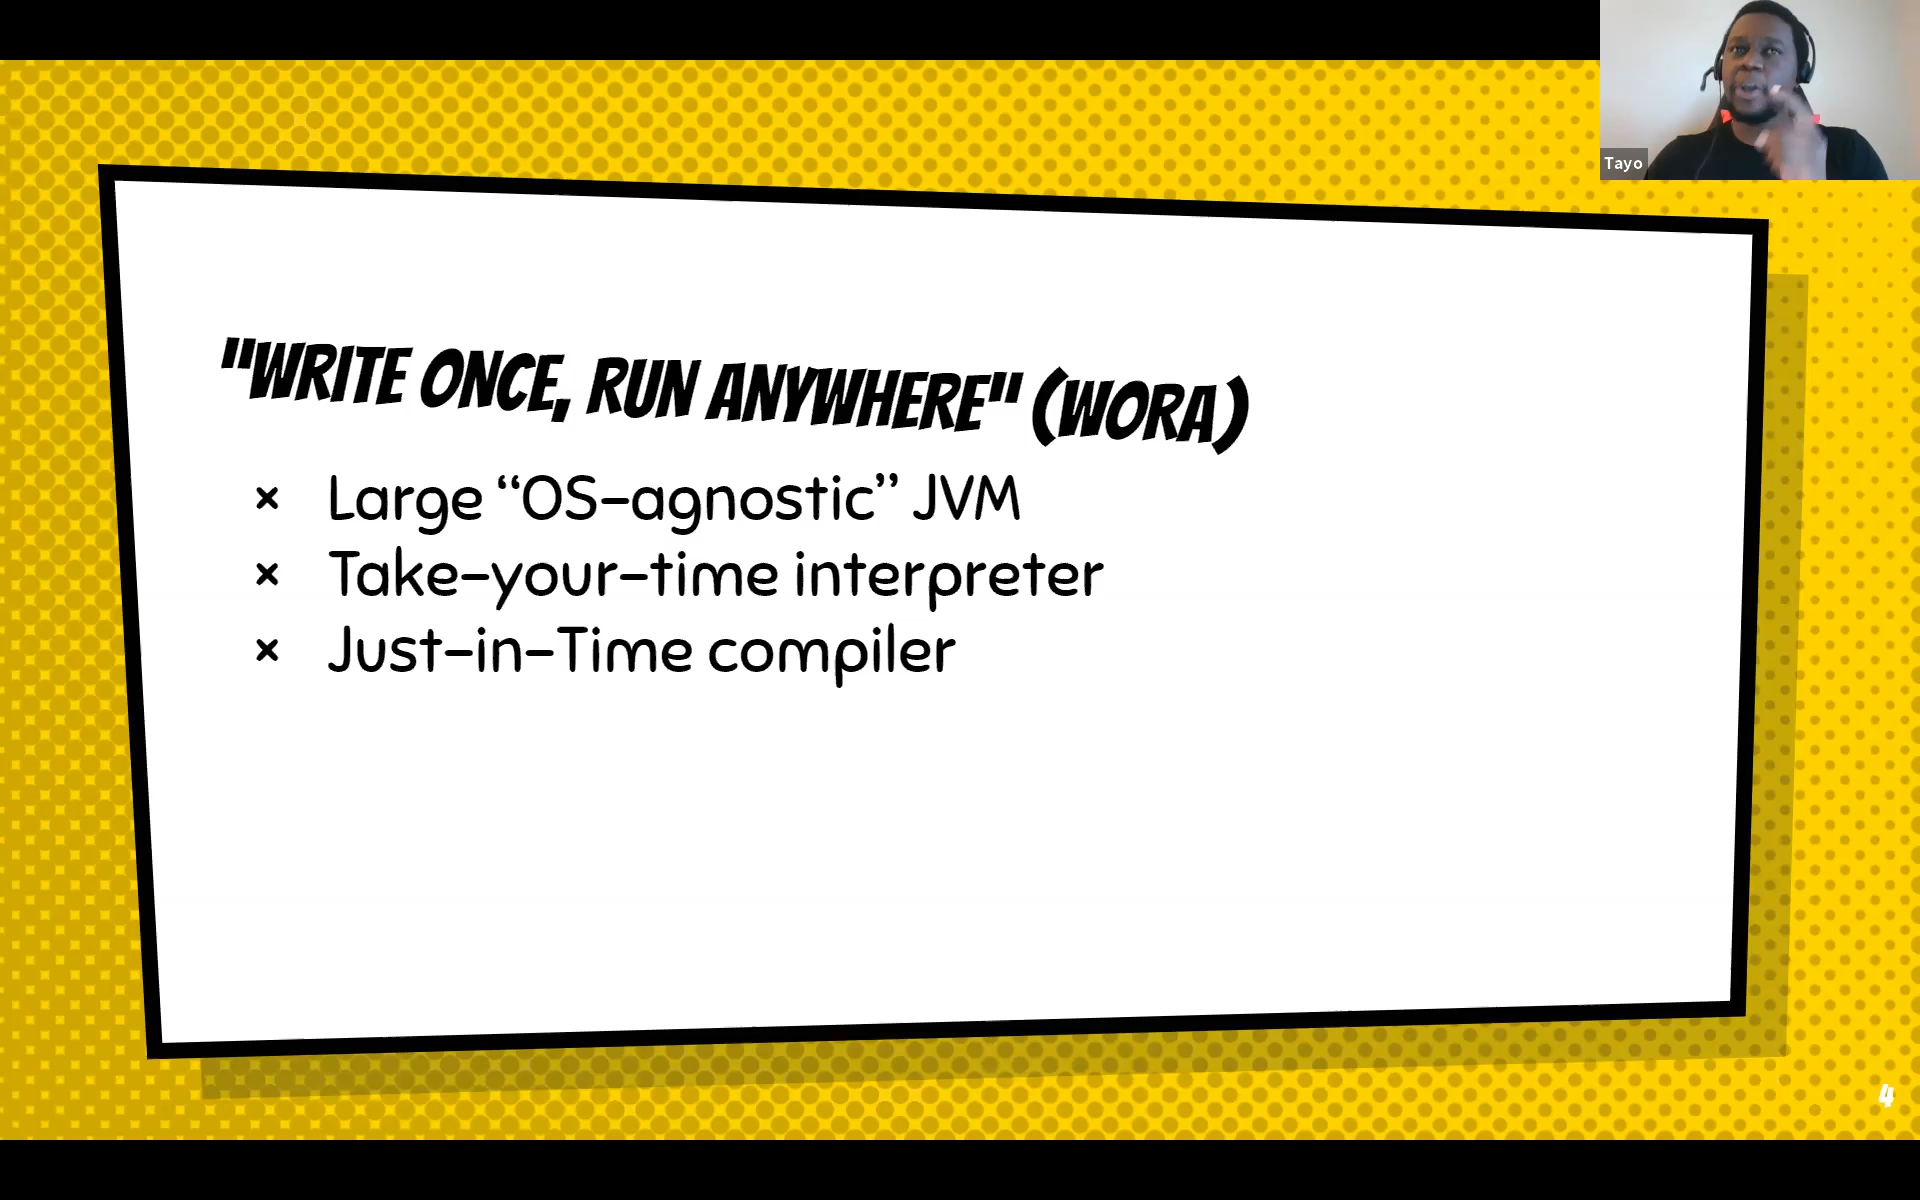 Tayo
"WRITE ONCE, RUN ANYWHERE" (WORA)
× Large “OS-agnostic” JVM
× Take-your-time interpreter
× Just-in-Time compiler
4